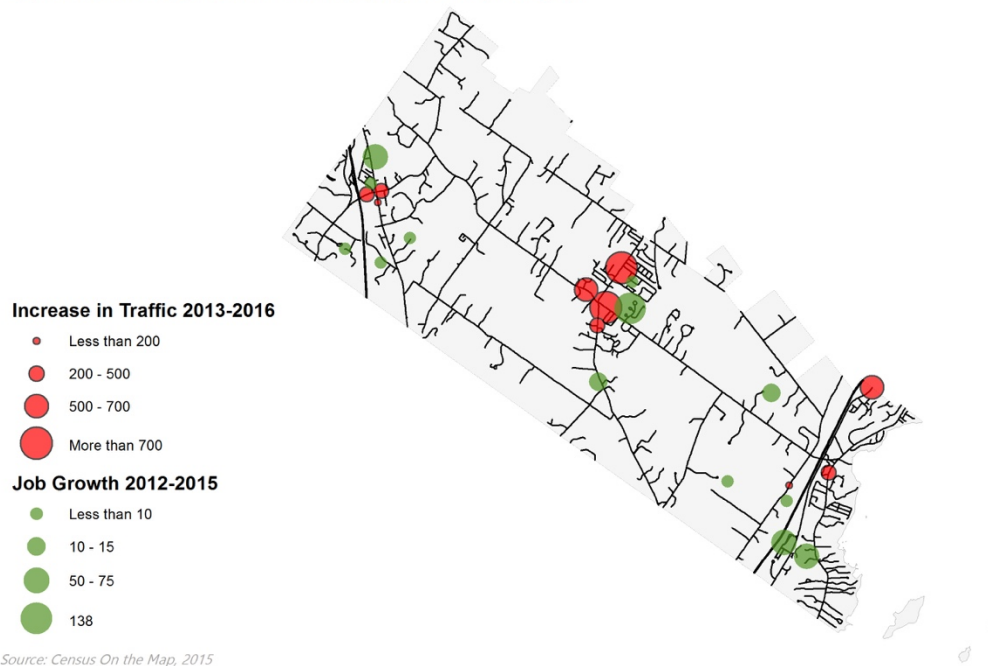 Increase in Traffic 2013-2016
Less than 200
200 - 500
500 - 700
More than 700
Job Growth 2012-2015
Less than 10
10 - 15
50 - 75
138
Source: Census On the Map, 2015